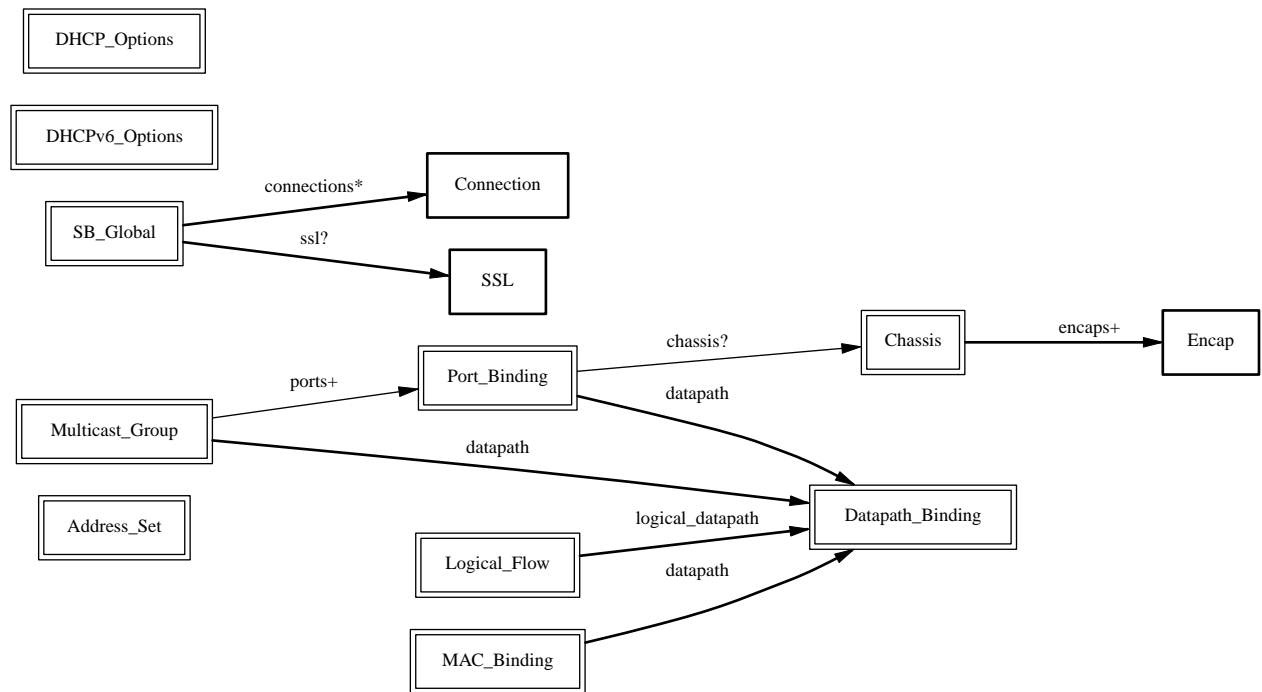 DHCP_Options
DHCPv6_Options
connections*
Connection
SB_Global
ssl?
SSL
chassis?
Chassis
encaps+
Encap
ports+
Port_Binding
datapath
Multicast_Group
datapath
Address_Set
logical_datapath
Datapath_Binding
Logical_Flow
datapath
MAC_Binding